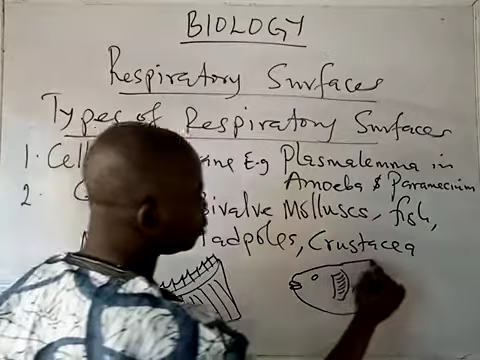 BIOLOGY
Respiratory Surfaces
Types of Respiratory Surfaces
1. Cell ane E.g Plasmalemma in
Amoeba & Paramecium
2. G ivalve Molluscs, fish,
Tadpoles, Crustacea